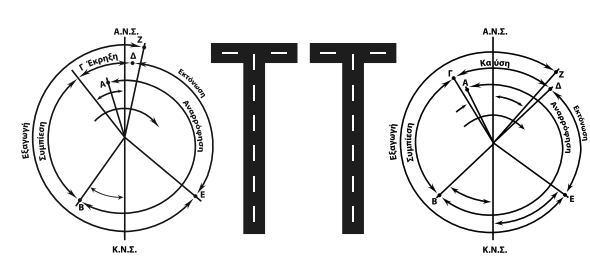 Α.Ν.Σ.
Ζ
Γ Έκρηξη Δ
Α
Εκτόνωση
Αναρρόφηση
Εξαγωγή
Συμπίεση
Β
Ε
Κ.Ν.Σ.
Α.Ν.Σ.
Καύση
Γ
Ζ
Α
Δ
Εκτόνωση
Αναρρόφηση
Εξαγωγή
Συμπίεση
Β
Ε
Κ.Ν.Σ.